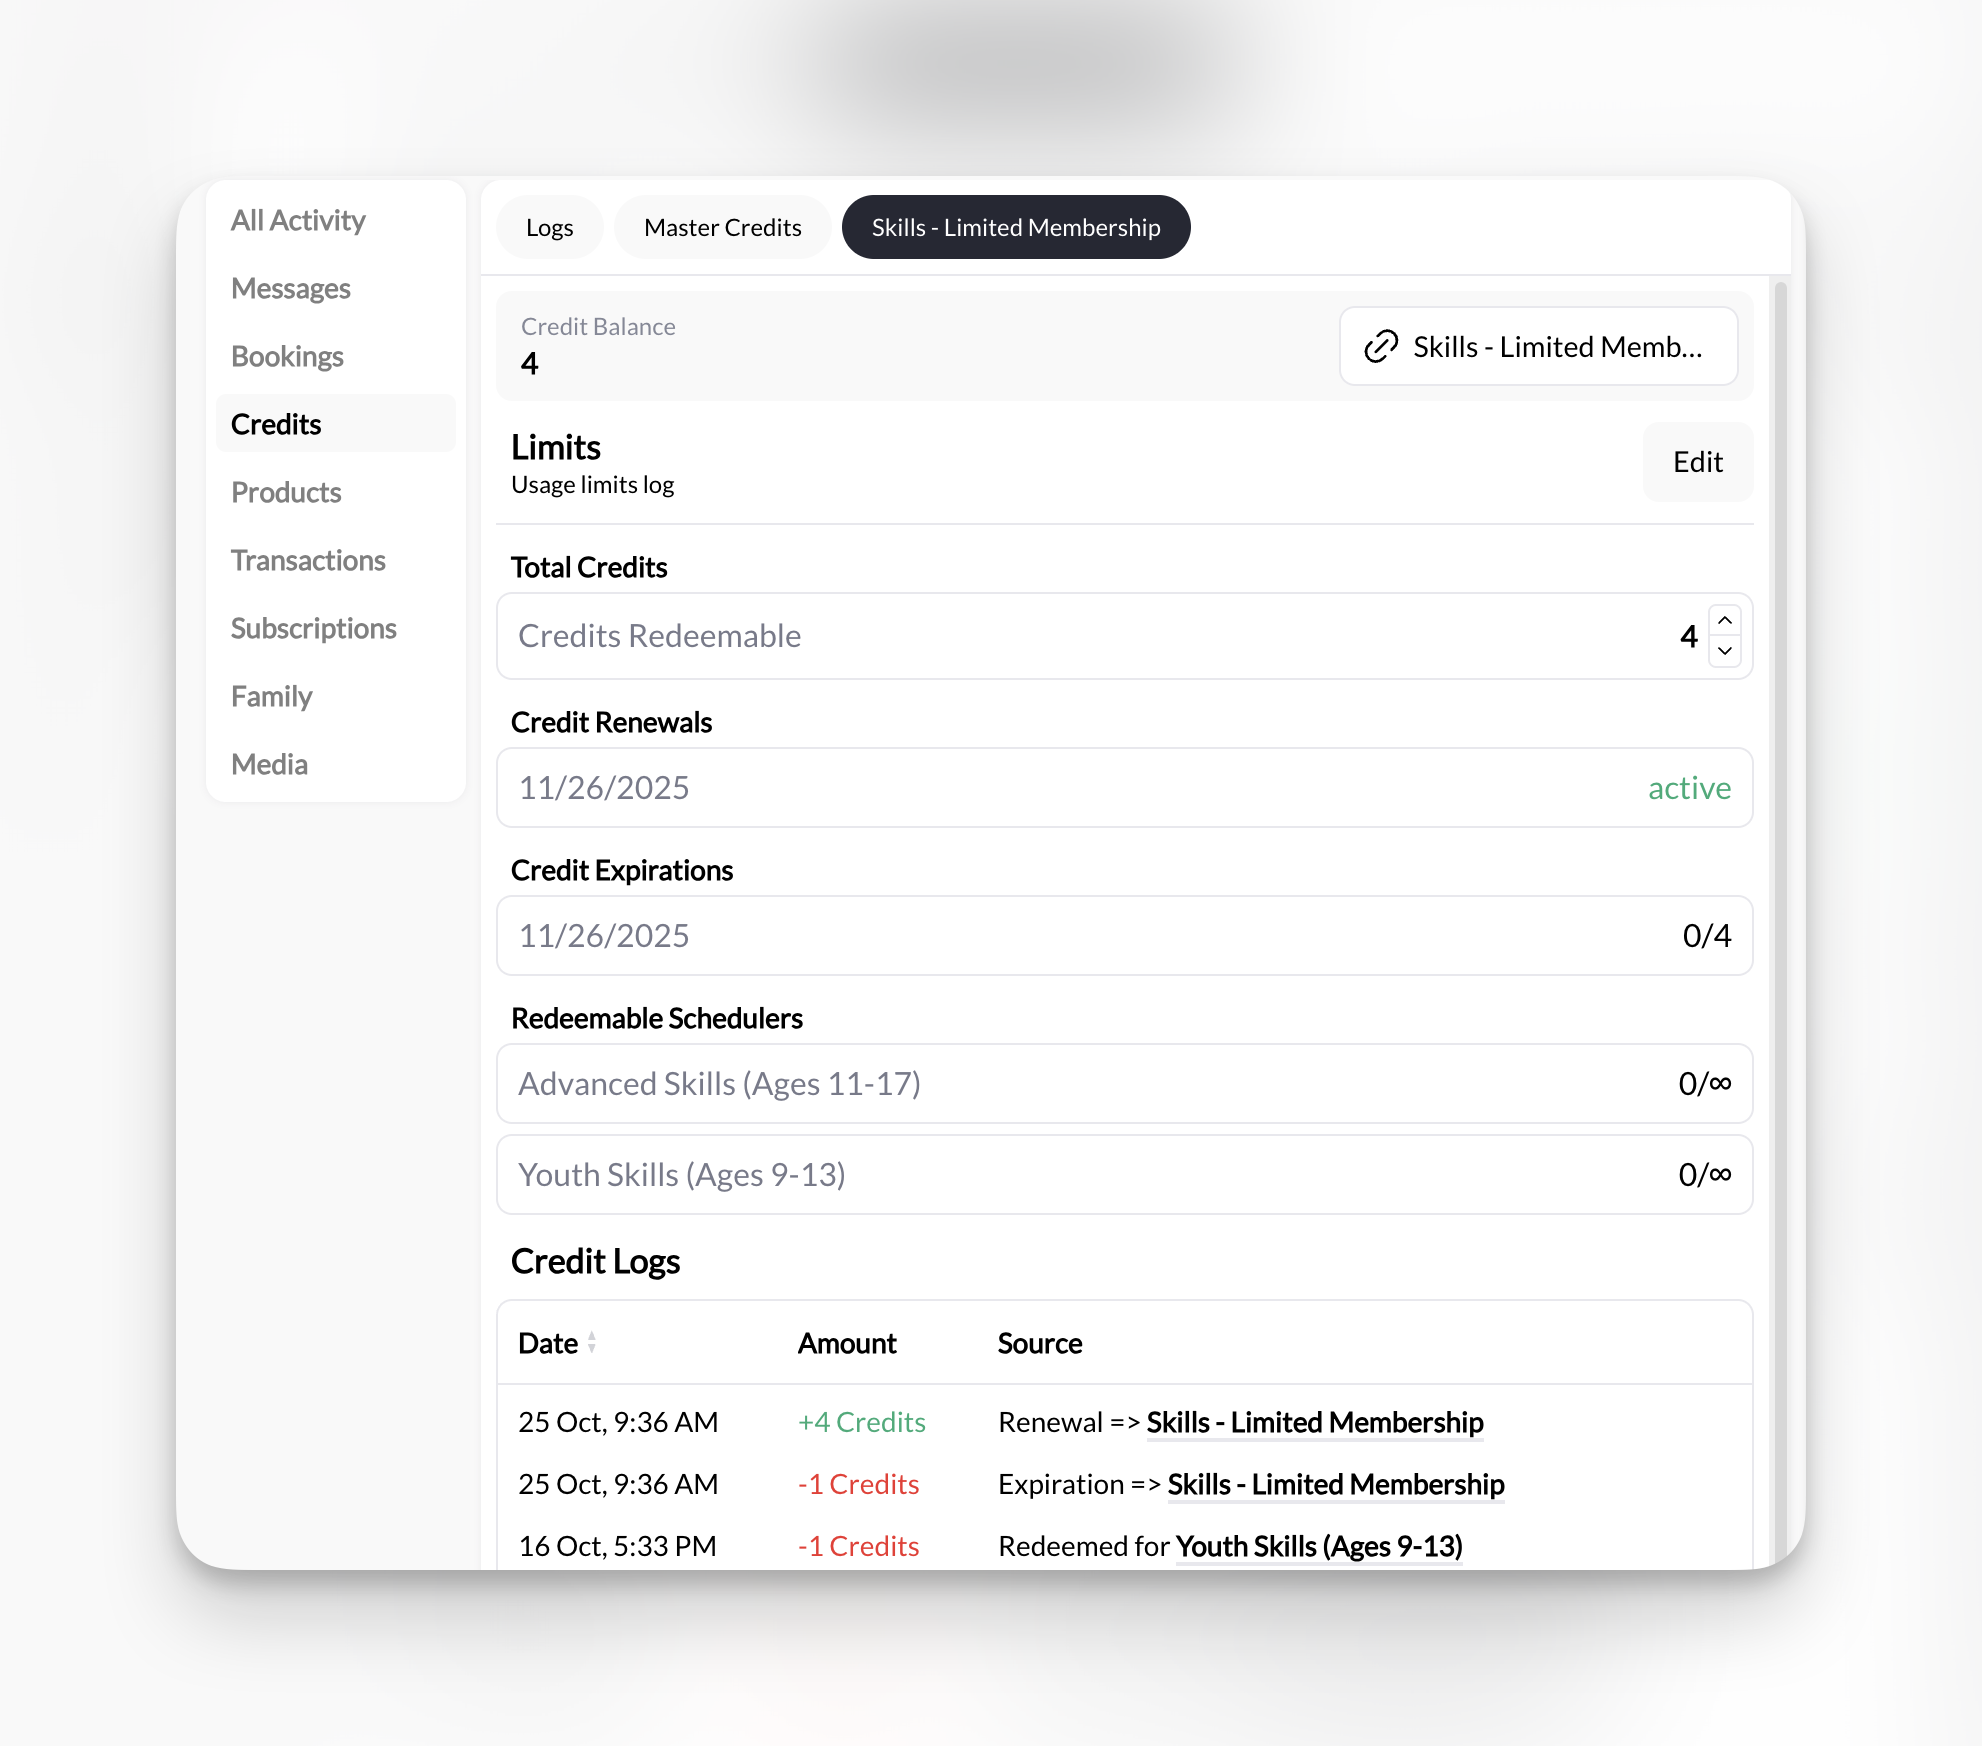 All Activity
Messages
Bookings
Credits
Products
Transactions
Subscriptions
Family
Media
Logs
Master Credits
Skills - Limited Membership
Credit Balance
4
Skills - Limited Memb...
Limits
Usage limits log
Edit
Total Credits
Credits Redeemable 4
Credit Renewals
11/26/2025 active
Credit Expirations
11/26/2025 0/4
Redeemable Schedulers
Advanced Skills (Ages 11-17) 0/∞
Youth Skills (Ages 9-13) 0/∞
Credit Logs
Date Amount Source
25 Oct, 9:36 AM +4 Credits Renewal => Skills - Limited Membership
25 Oct, 9:36 AM -1 Credits Expiration => Skills - Limited Membership
16 Oct, 5:33 PM -1 Credits Redeemed for Youth Skills (Ages 9-13)